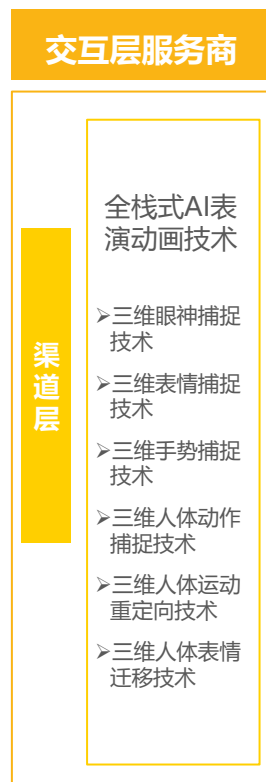 交互层服务商
渠
道
层
全栈式AI表
演动画技术
➢三维眼神捕捉
技术
➢三维表情捕捉
技术
➢三维手势捕捉
技术
➢三维人体动作
捕捉技术
➢三维人体运动
重定向技术
➢三维人体表情
迁移技术